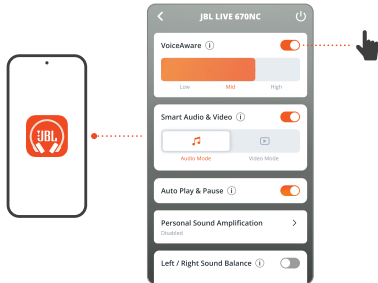 JBL LIVE 670NC
VoiceAware
Low Mid High
JBL
Smart Audio & Video
Audio Mode Video Mode
Auto Play & Pause
Personal Sound Amplification
Disabled
Left / Right Sound Balance